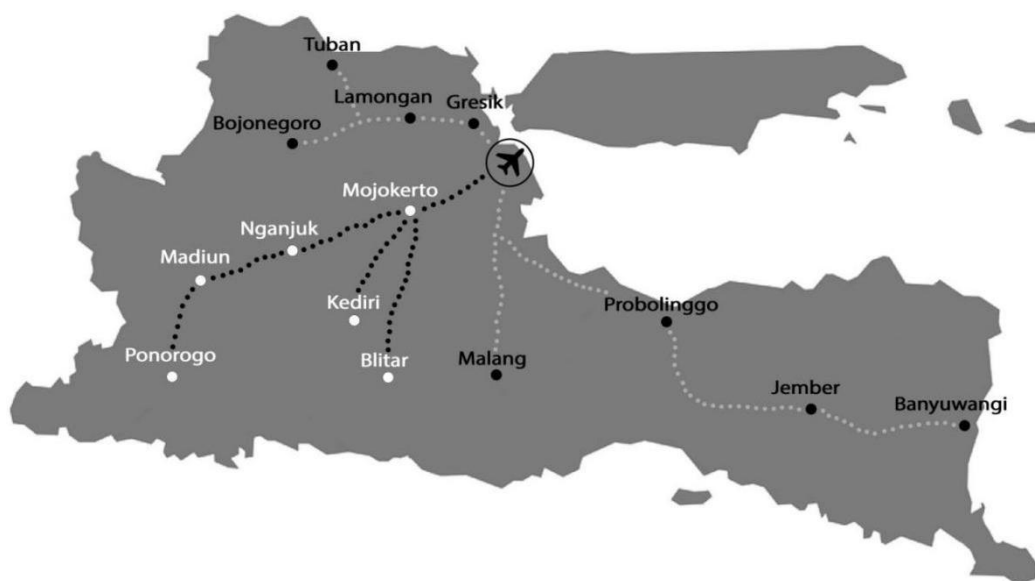 Tuban
Lamongan
Gresik
Bojonegoro
Mojokerto
Nganjuk
Madiun
Kediri
Probolinggo
Ponorogo
Blitar
Malang
Jember
Banyuwangi